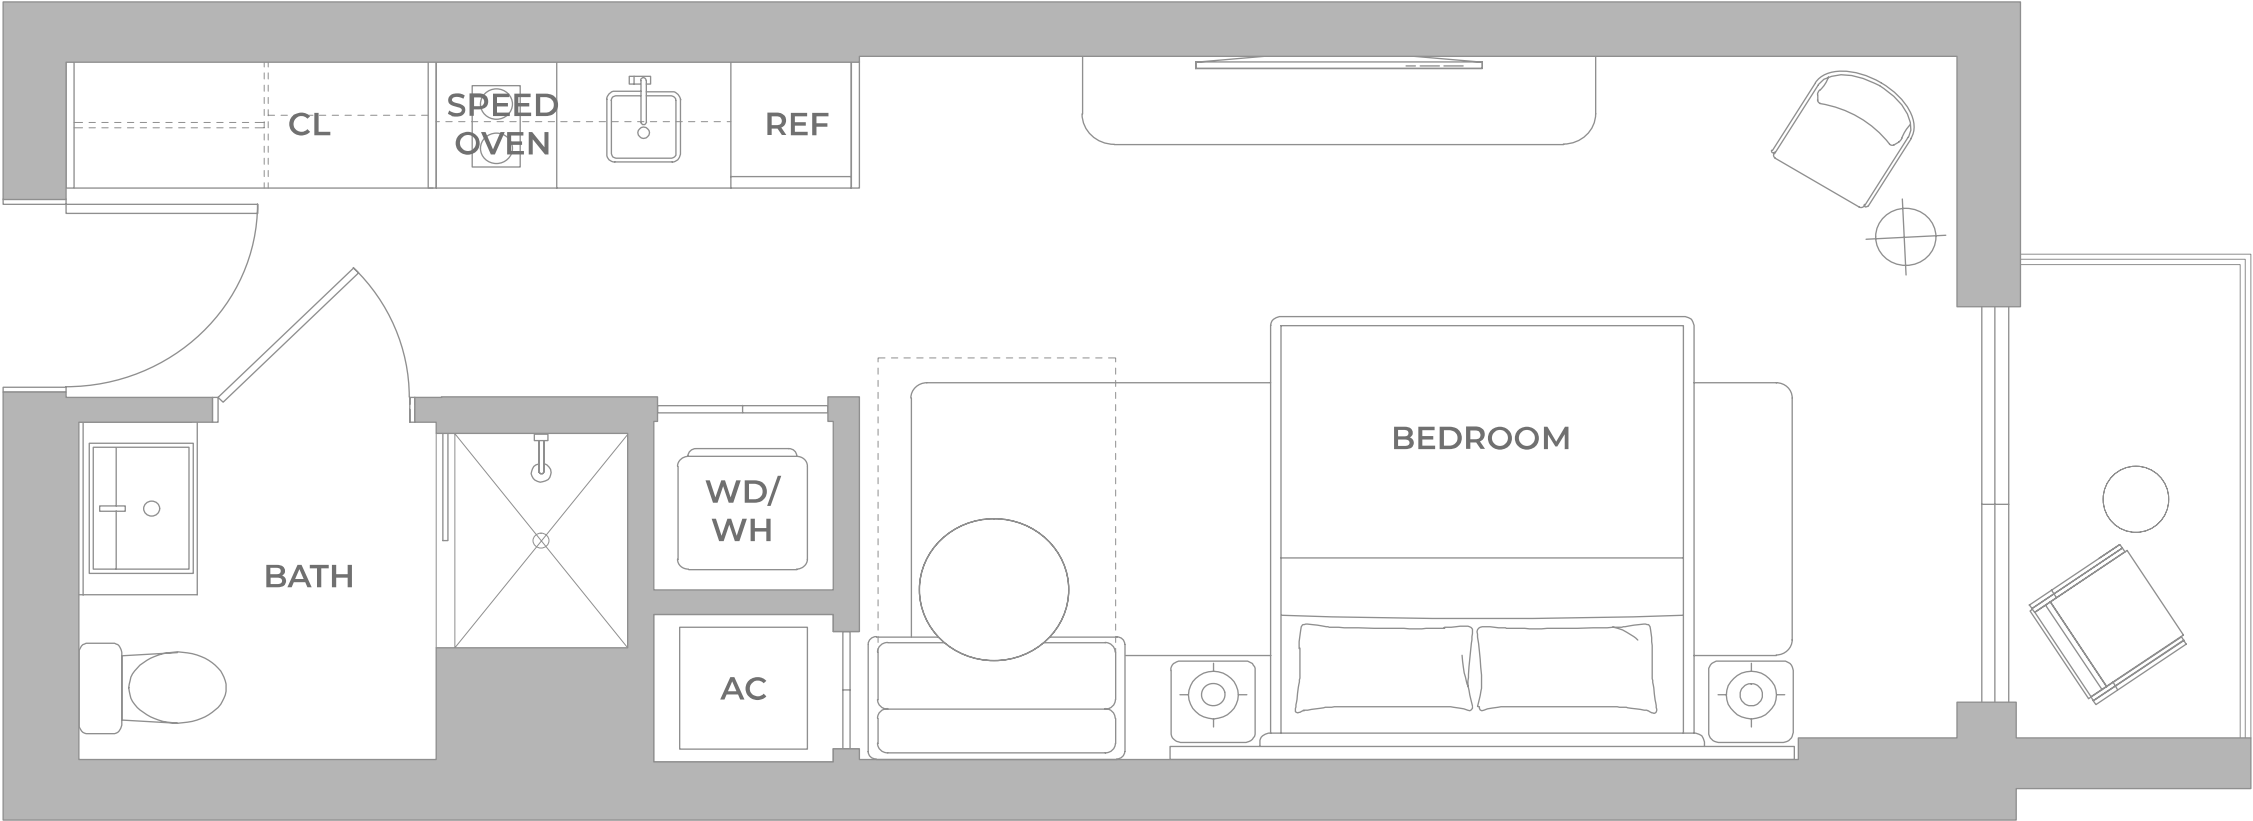 CL
SPEED
OVEN
REF
BEDROOM
WD/
WH
BATH
AC